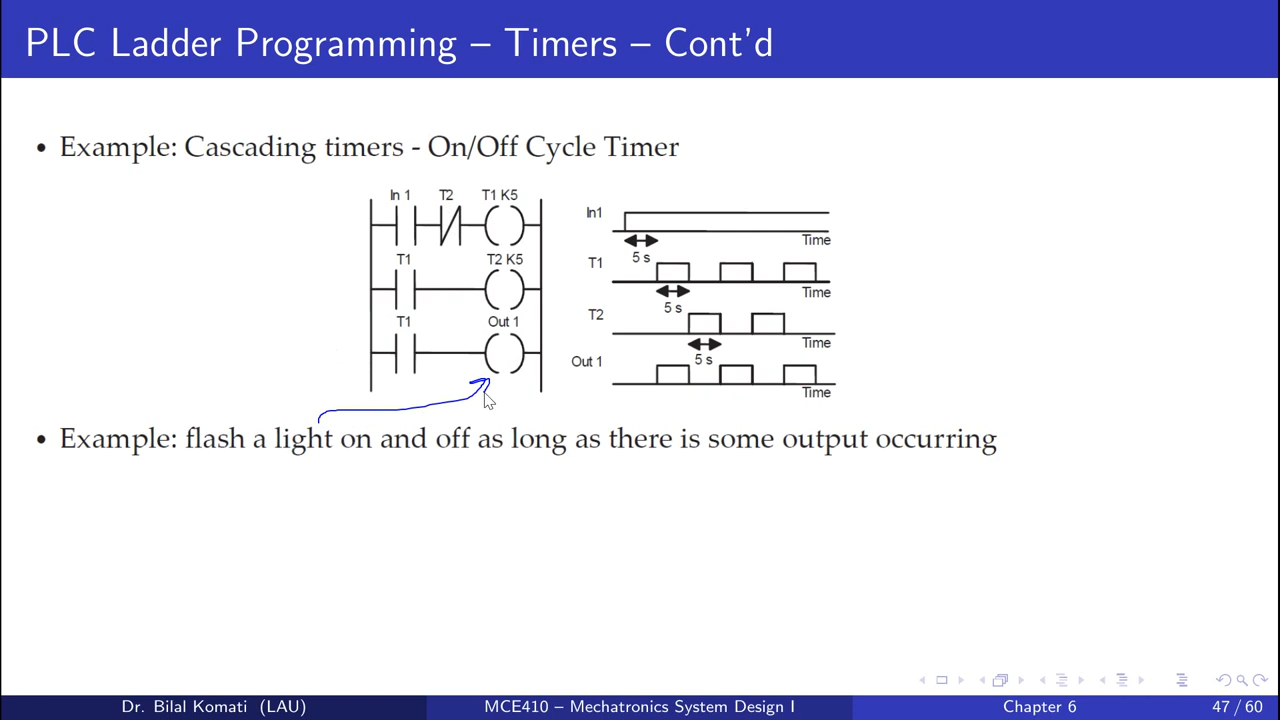 PLC Ladder Programming – Timers – Cont'd
• Example: Cascading timers - On/Off Cycle Timer
In 1 T2 T1 K5
T1 T2 K5
T1 Out 1
In1
Time
5 s
T1
Time
5 s
T2
Time
5 s
Out 1
Time
• Example: flash a light on and off as long as there is some output occurring
Dr. Bilal Komati (LAU) MCE410 – Mechatronics System Design I Chapter 6 47 / 60